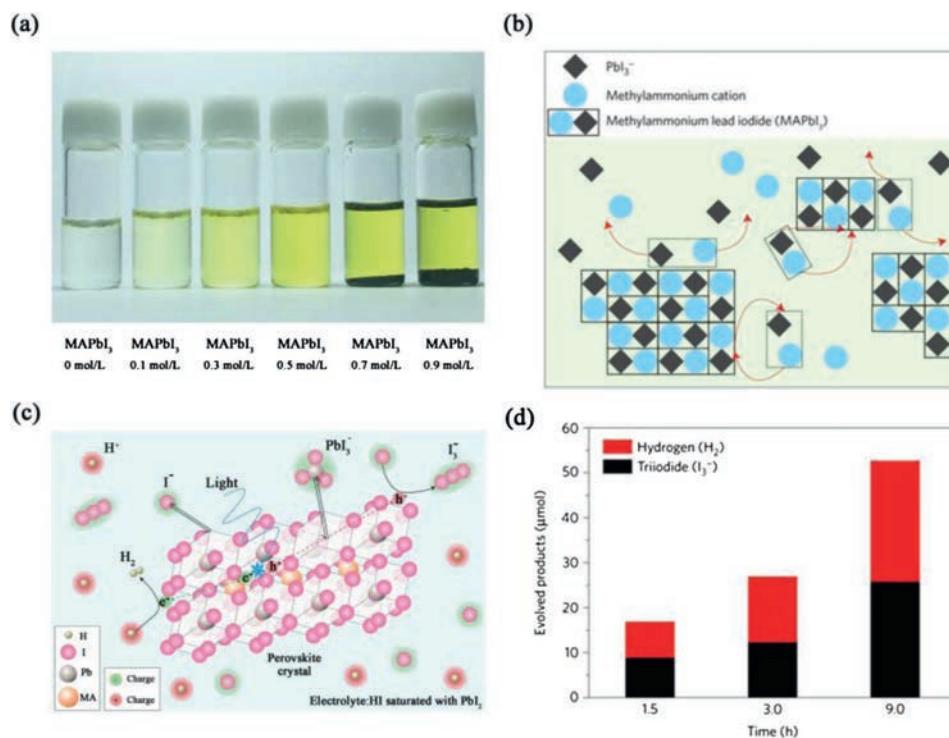 (a)
MAPbI₃ MAPbI₃ MAPbI₃ MAPbI₃ MAPbI₃ MAPbI₃
0 mol/L 0.1 mol/L 0.3 mol/L 0.5 mol/L 0.7 mol/L 0.9 mol/L
(b)
PbI₃⁻
Methylammonium cation
Methylammonium lead iodide (MAPbI₃)
(c)
H⁺
I⁻
Light
PbI₃⁻
I₃⁻
h⁺
H₂
e⁻
h⁺
e⁻
H
I
Pb
MA
Charge
Charge
Perovskite
crystal
Electrolyte:HI saturated with PbI₂
(d)
Hydrogen (H₂)
Triiodide (I₃⁻)
Evolved products (μmol)
60
50
40
30
20
10
0
1.5 3.0 9.0
Time (h)